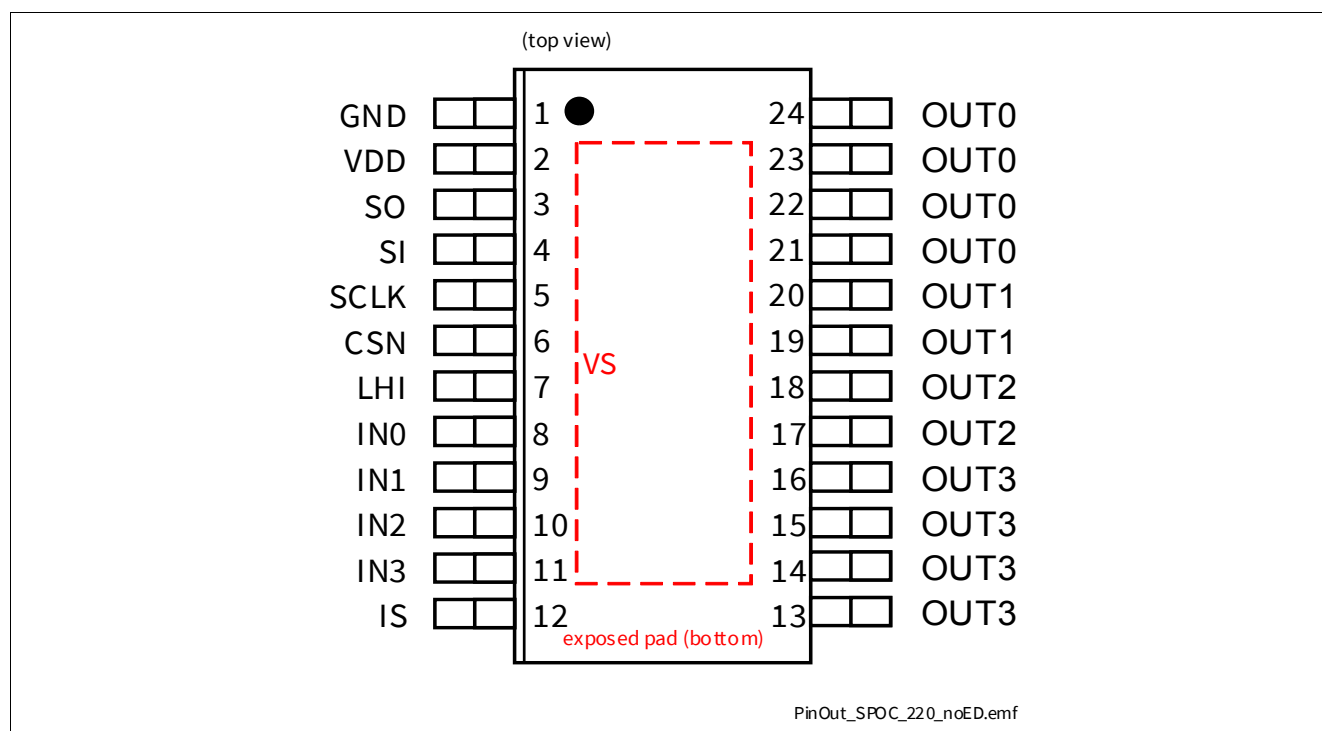 (top view)
GND 1 24 OUT0
VDD 2 23 OUT0
SO 3 22 OUT0
SI 4 21 OUT0
SCLK 5 20 OUT1
CSN 6 19 OUT1
VS
LHI 7 18 OUT2
IN0 8 17 OUT2
IN1 9 16 OUT3
IN2 10 15 OUT3
IN3 11 14 OUT3
IS 12 13 OUT3
exposed pad (bottom)
PinOut_SPOC_220_noED.emf